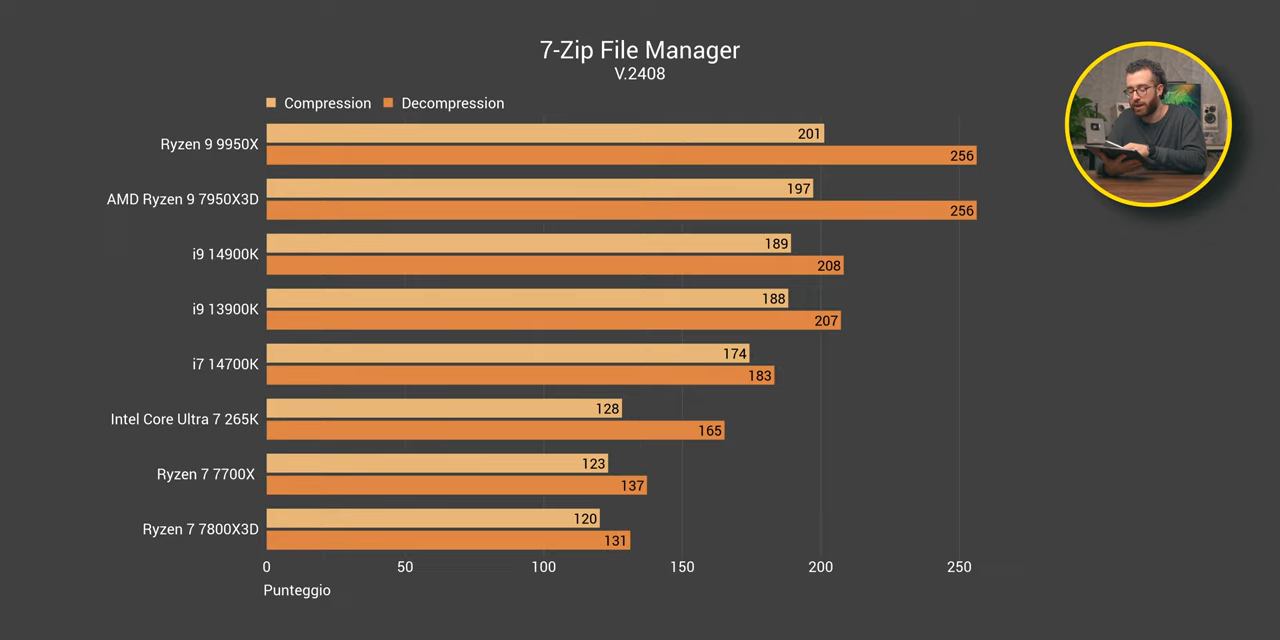 7-Zip File Manager
V.2408
Compression Decompression
Ryzen 9 9950X 201
256
AMD Ryzen 9 7950X3D 197
256
i9 14900K 189
208
i9 13900K 188
207
i7 14700K 174
183
Intel Core Ultra 7 265K 128
165
Ryzen 7 7700X 123
137
Ryzen 7 7800X3D 120
131
0 50 100 150 200 250
Punteggio